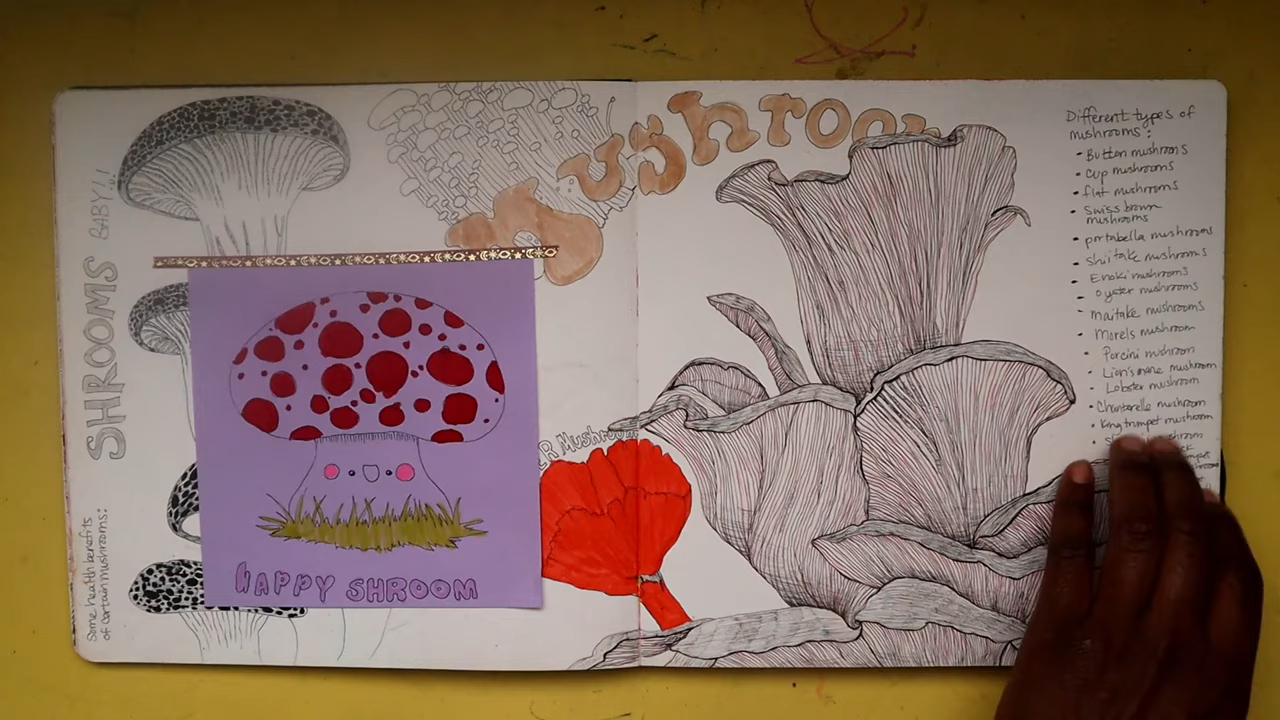 SHROOMS BABY!!
Some health benefits
of certain mushrooms:
HAPPY SHROOM
Mushroom
ER Mushroom
Different types of
mushrooms:
• Button mushrooms
• Cup mushrooms
• flat mushrooms
• Swiss brown
mushrooms
• portabella mushrooms
• Shiitake mushrooms
• Enoki mushrooms
• oyster mushrooms
• Maitake mushrooms
• Morels mushroom
• Porcini mushroom
• Lion's mane mushroom
• Lobster mushroom
• Chanterelle mushroom
• King trumpet mushroom